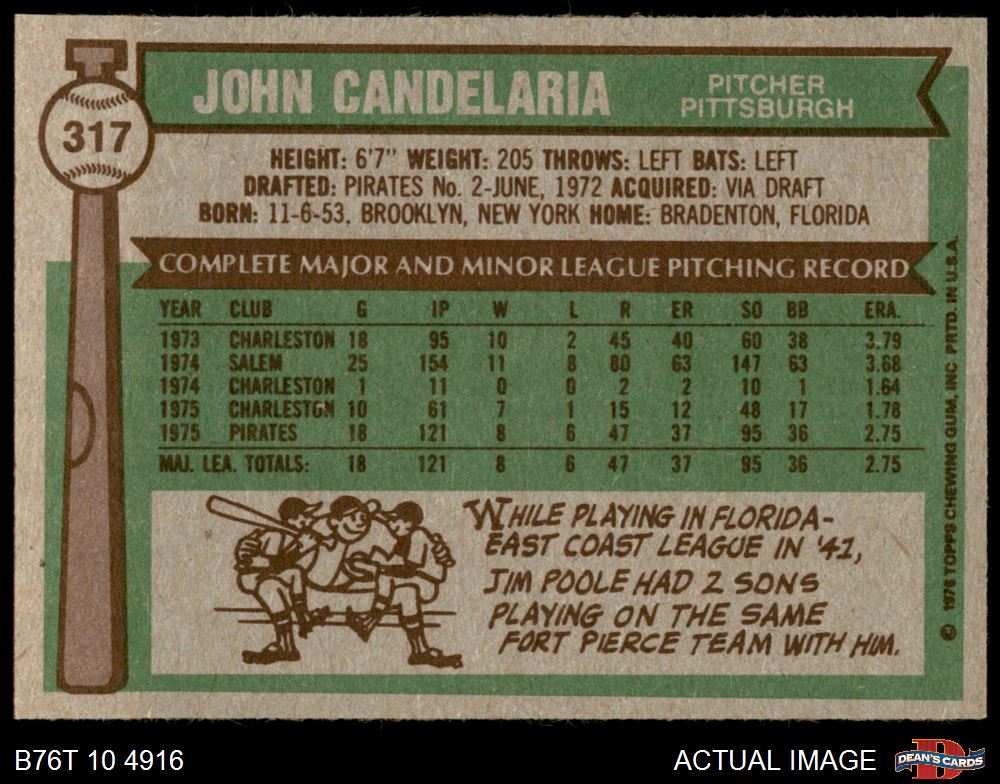 317
JOHN CANDELARIA
PITCHER
PITTSBURGH
HEIGHT: 6'7" WEIGHT: 205 THROWS: LEFT BATS: LEFT
DRAFTED: PIRATES No. 2-JUNE, 1972 ACQUIRED: VIA DRAFT
BORN: 11-6-53, BROOKLYN, NEW YORK HOME: BRADENTON, FLORIDA
COMPLETE MAJOR AND MINOR LEAGUE PITCHING RECORD
YEAR CLUB G IP W L R ER SO BB ERA.
1973 CHARLESTON 18 95 10 2 45 40 60 38 3.79
1974 SALEM 25 154 11 8 80 63 147 63 3.68
1974 CHARLESTON 1 11 0 0 2 2 10 1 1.64
1975 CHARLESTON 10 61 7 1 15 12 48 17 1.78
1975 PIRATES 18 121 8 6 47 37 95 36 2.75
MAJ. LEA. TOTALS: 18 121 8 6 47 37 95 36 2.75
WHILE PLAYING IN FLORIDA-
EAST COAST LEAGUE IN '41,
JIM POOLE HAD 2 SONS
PLAYING ON THE SAME
FORT PIERCE TEAM WITH HIM.
© 1976 TOPPS CHEWING GUM, INC PRTD. IN U.S.A.
B76T 10 4916
ACTUAL IMAGE
DEAN'S CARDS